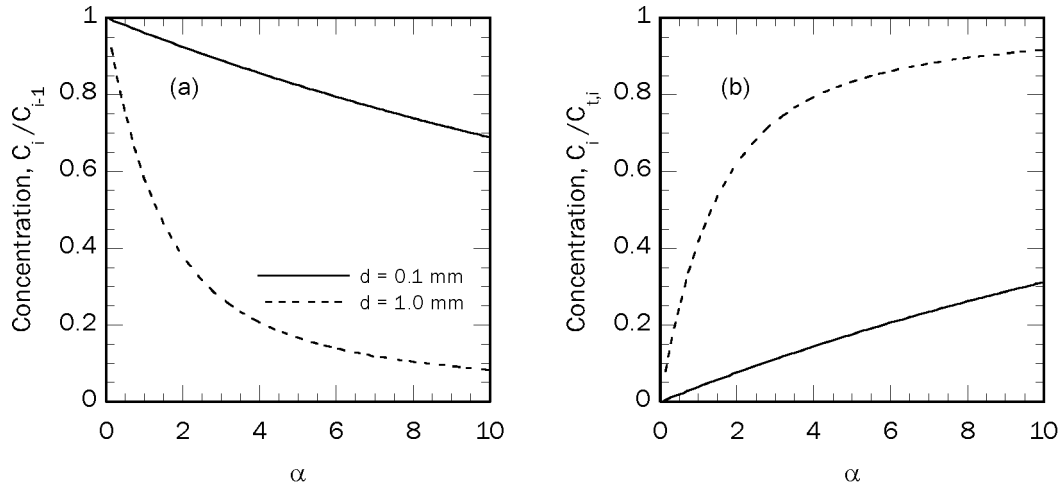 Concentration, C_i /C_i-1
1
0.8
0.6
0.4
0.2
0
(a)
d = 0.1 mm
d = 1.0 mm
0 2 4 6 8 10
α
Concentration, C_i /C_t,i
1
0.8
0.6
0.4
0.2
0
(b)
0 2 4 6 8 10
α